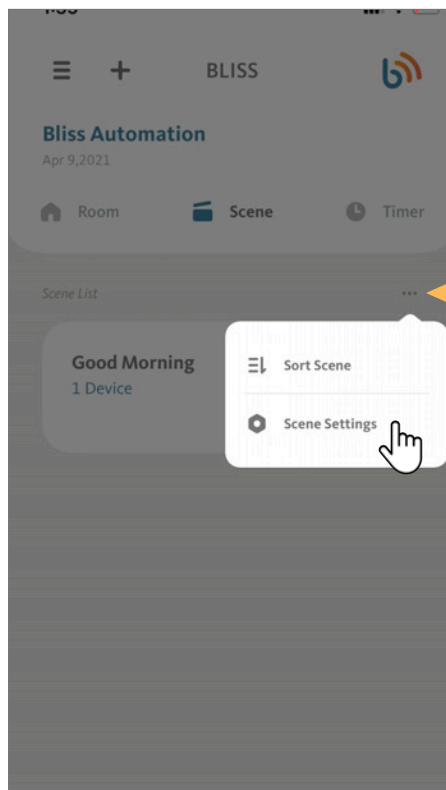 BLISS
Bliss Automation
Apr 9,2021
Room
Scene
Timer
Scene List
Good Morning
1 Device
Sort Scene
Scene Settings